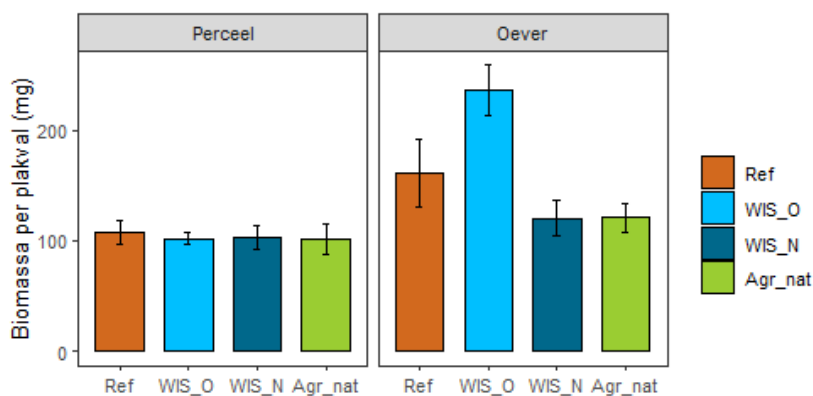 Perceel
Oever
Biomassa per plakval (mg)
200
100
0
Ref WIS_O WIS_N Agr_nat
Ref WIS_O WIS_N Agr_nat
Ref
WIS_O
WIS_N
Agr_nat